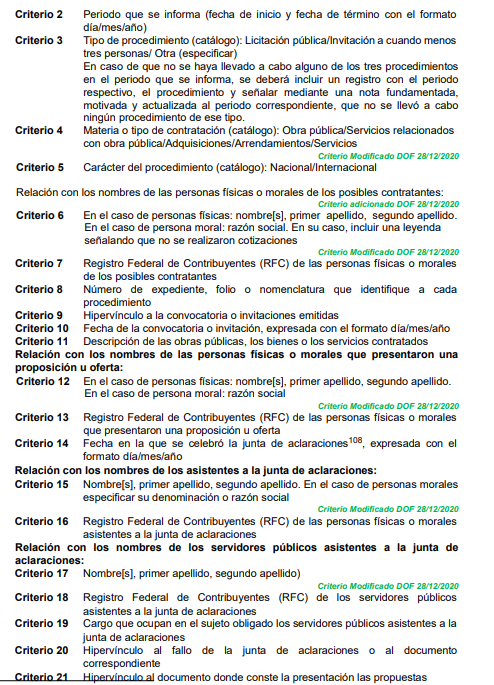 Criterio 2 Periodo que se informa (fecha de inicio y fecha de término con el formato
día/mes/año)
Criterio 3 Tipo de procedimiento (catálogo): Licitación pública/Invitación a cuando menos
tres personas/ Otra (especificar)
En caso de que no se haya llevado a cabo alguno de los tres procedimientos
en el periodo que se informa, se deberá incluir un registro con el periodo
respectivo, el procedimiento y señalar mediante una nota fundamentada,
motivada y actualizada al periodo correspondiente, que no se llevó a cabo
ningún procedimiento de ese tipo.
Criterio 4 Materia o tipo de contratación (catálogo): Obra pública/Servicios relacionados
con obra pública/Adquisiciones/Arrendamientos/Servicios
Criterio Modificado DOF 28/12/2020
Criterio 5 Carácter del procedimiento (catálogo): Nacional/Internacional
Relación con los nombres de las personas físicas o morales de los posibles contratantes:
Criterio adicionado DOF 28/12/2020
Criterio 6 En el caso de personas físicas: nombre[s], primer apellido, segundo apellido.
En el caso de persona moral: razón social. En su caso, incluir una leyenda
señalando que no se realizaron cotizaciones
Criterio Modificado DOF 28/12/2020
Criterio 7 Registro Federal de Contribuyentes (RFC) de las personas físicas o morales
de los posibles contratantes
Criterio 8 Número de expediente, folio o nomenclatura que identifique a cada
procedimiento
Criterio 9 Hipervínculo a la convocatoria o invitaciones emitidas
Criterio 10 Fecha de la convocatoria o invitación, expresada con el formato día/mes/año
Criterio 11 Descripción de las obras públicas, los bienes o los servicios contratados
Relación con los nombres de las personas físicas o morales que presentaron una
proposición u oferta:
Criterio 12 En el caso de personas físicas: nombre[s], primer apellido, segundo apellido.
En el caso de persona moral: razón social
Criterio Modificado DOF 28/12/2020
Criterio 13 Registro Federal de Contribuyentes (RFC) de las personas físicas o morales
que presentaron una proposición u oferta
Criterio 14 Fecha en la que se celebró la junta de aclaraciones108, expresada con el
formato día/mes/año
Relación con los nombres de los asistentes a la junta de aclaraciones:
Criterio 15 Nombre[s], primer apellido, segundo apellido. En el caso de personas morales
especificar su denominación o razón social
Criterio Modificado DOF 28/12/2020
Criterio 16 Registro Federal de Contribuyentes (RFC) de las personas físicas o morales
asistentes a la junta de aclaraciones
Relación con los nombres de los servidores públicos asistentes a la junta de
aclaraciones:
Criterio 17 Nombre[s], primer apellido, segundo apellido)
Criterio Modificado DOF 28/12/2020
Criterio 18 Registro Federal de Contribuyentes (RFC) de los servidores públicos
asistentes a la junta de aclaraciones
Criterio 19 Cargo que ocupan en el sujeto obligado los servidores públicos asistentes a la
junta de aclaraciones
Criterio 20 Hipervínculo al fallo de la junta de aclaraciones o al documento
correspondiente
Criterio 21 Hipervínculo al documento donde conste la presentación las propuestas